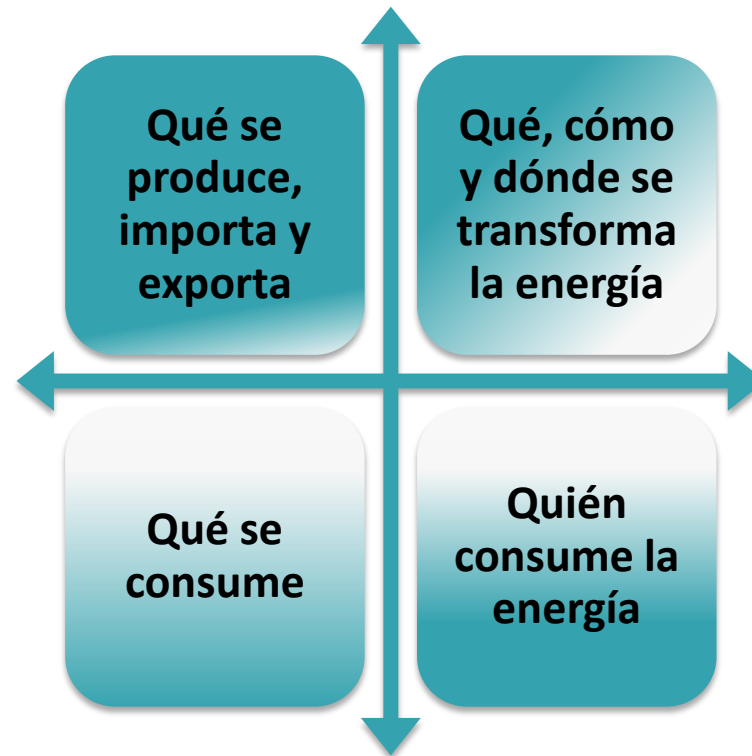 Qué se
produce,
importa y
exporta
Qué, cómo
y dónde se
transforma
la energía
Qué se
consume
Quién
consume la
energía